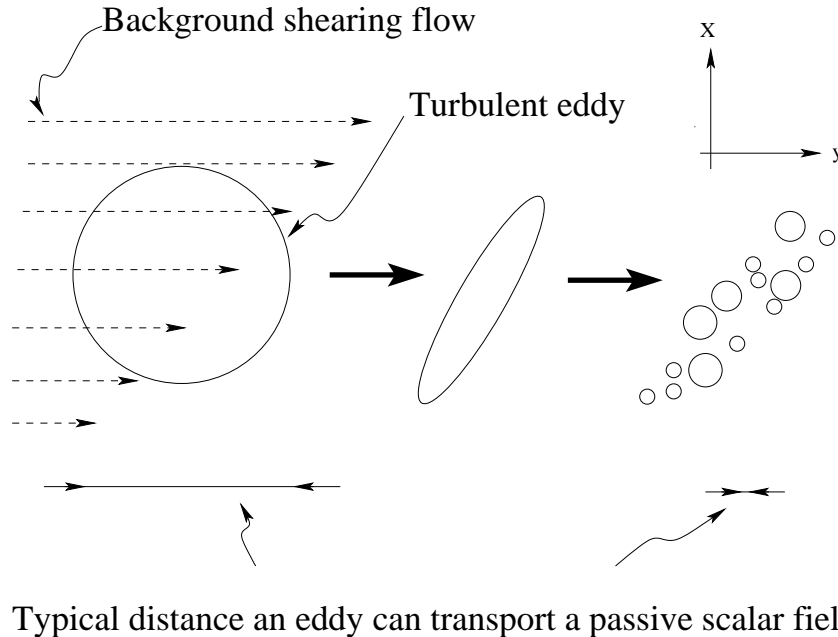 Background shearing flow
X
Turbulent eddy
y
Typical distance an eddy can transport a passive scalar fiel